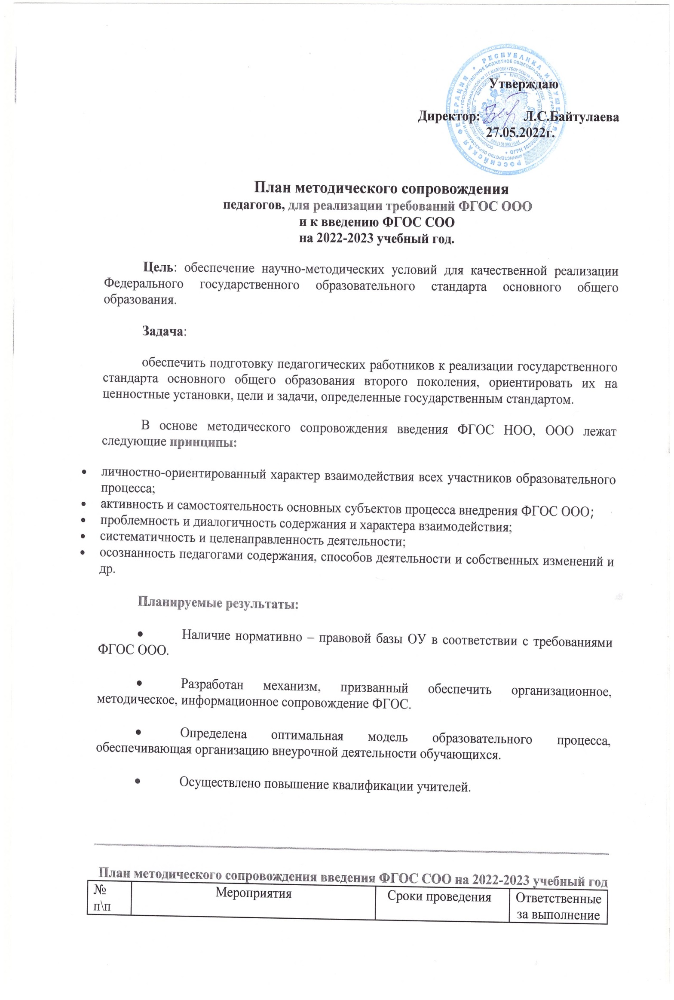 Утверждаю
Директор: Л.С.Байтулаева
27.05.2022г.
РОССИЙСКАЯ ФЕДЕРАЦИЯ • РЕСПУБЛИКА ИНГУШЕТИЯ
План методического сопровождения
педагогов, для реализации требований ФГОС ООО
и к введению ФГОС СОО
на 2022-2023 учебный год.
Цель: обеспечение научно-методических условий для качественной реализации
Федерального государственного образовательного стандарта основного общего
образования.
Задача:
обеспечить подготовку педагогических работников к реализации государственного
стандарта основного общего образования второго поколения, ориентировать их на
ценностные установки, цели и задачи, определенные государственным стандартом.
В основе методического сопровождения введения ФГОС НОО, ООО лежат
следующие принципы:
• личностно-ориентированный характер взаимодействия всех участников образовательного
процесса;
• активность и самостоятельность основных субъектов процесса внедрения ФГОС ООО;
• проблемность и диалогичность содержания и характера взаимодействия;
• систематичность и целенаправленность деятельности;
• осознанность педагогами содержания, способов деятельности и собственных изменений и
др.
Планируемые результаты:
• Наличие нормативно – правовой базы ОУ в соответствии с требованиями
ФГОС ООО.
• Разработан механизм, призванный обеспечить организационное,
методическое, информационное сопровождение ФГОС.
• Определена оптимальная модель образовательного процесса,
обеспечивающая организацию внеурочной деятельности обучающихся.
• Осуществлено повышение квалификации учителей.
План методического сопровождения введения ФГОС СОО на 2022-2023 учебный год
№ Мероприятия Сроки проведения Ответственные
п\п за выполнение